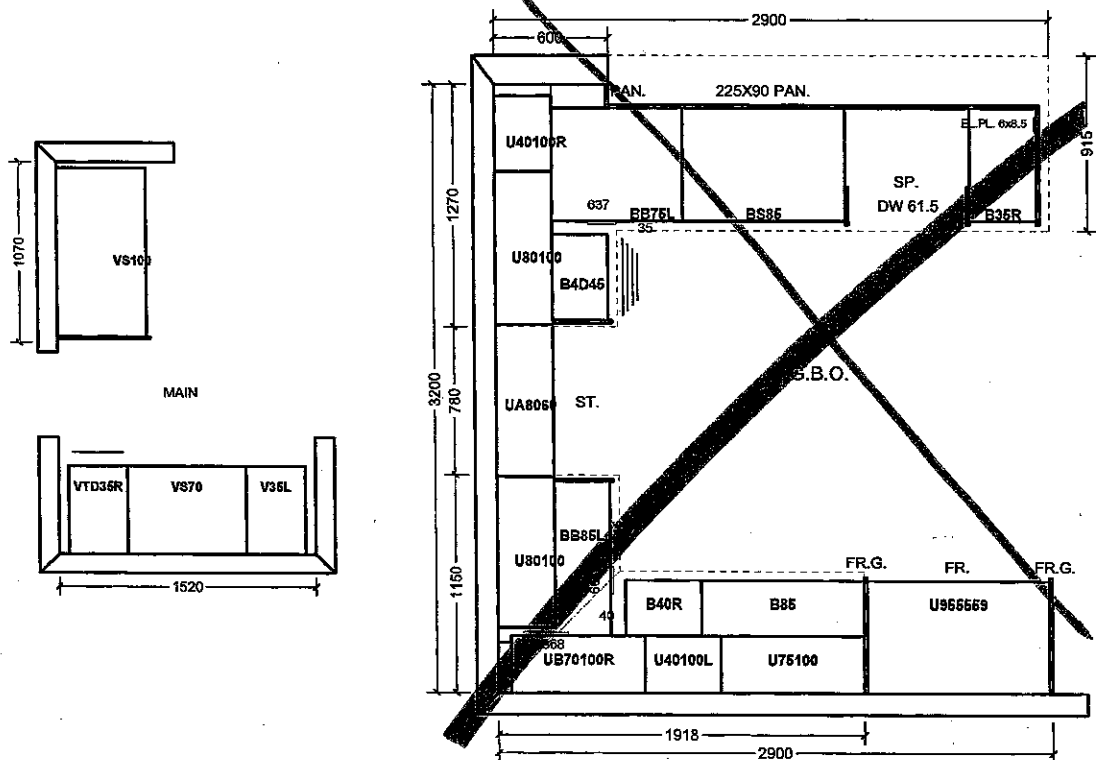 2900
600
PAN.
225X90 PAN.
EL.PL. 6x8.5
915
U40100R
SP.
DW 61.5
637
BB75L
BS85
B35R
35
1270
1070
VS100
U80100
B4D45
3200
780
G.B.O.
MAIN
UA8060
ST.
VTD35R
VS70
V35L
BB85L
U80100
1150
FR.G.
FR.
FR.G.
1520
B40R
B85
U955559
40
UB70100R
U40100L
U75100
1918
2900